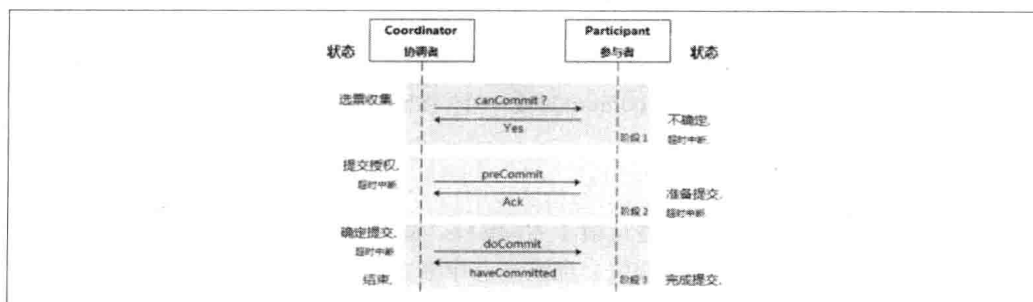 Coordinator
协调者
Participant
参与者
状态
状态
选票收集.
canCommit ?
Yes
阶段 1
不确定.
超时中断.
提交授权.
超时中断.
preCommit
Ack
阶段 2
准备提交.
超时中断
确定提交.
超时中断
doCommit
haveCommitted
结束.
阶段 3
完成提交.